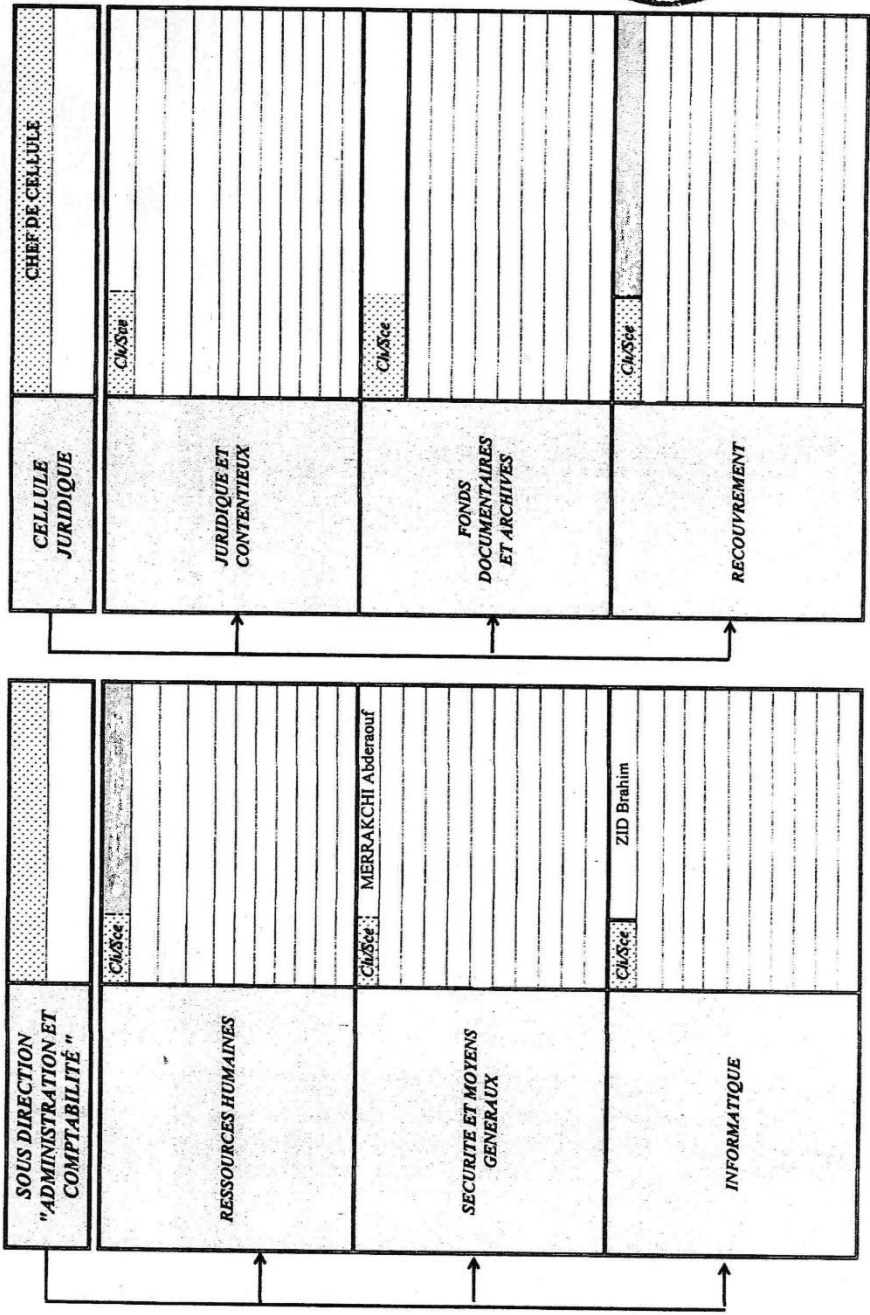 SOUS DIRECTION
"ADMINISTRATION ET
COMPTABILITÉ "
RESSOURCES HUMAINES
Ch/Sce
SECURITE ET MOYENS
GENERAUX
Ch/Sce MERRAKCHI Abderaouf
INFORMATIQUE
Ch/Sce ZID Brahim
CELLULE
JURIDIQUE
CHEF DE CELLULE
JURIDIQUE ET
CONTENTIEUX
Ch/Sce
FONDS
DOCUMENTAIRES
ET ARCHIVES
Ch/Sce
RECOUVREMENT
Ch/Sce